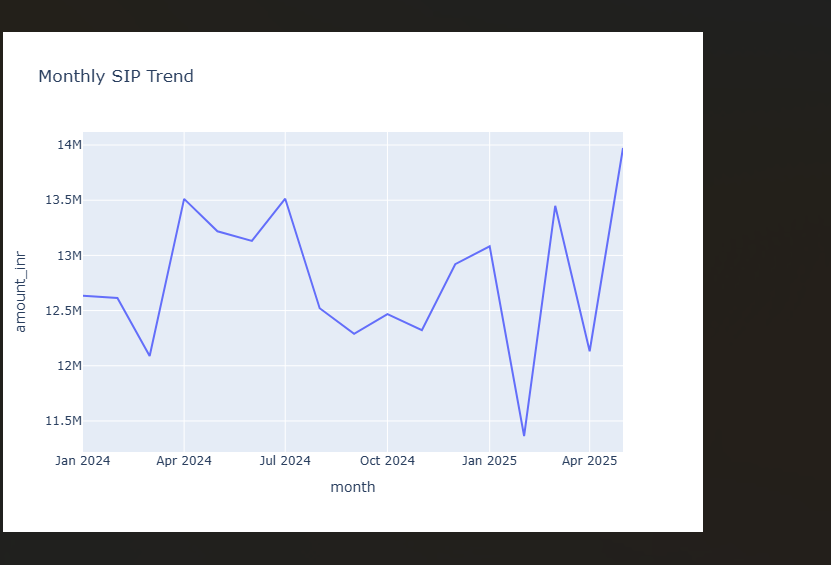 Monthly SIP Trend
14M
13.5M
13M
12.5M
12M
11.5M
amount_inr
Jan 2024 Apr 2024 Jul 2024 Oct 2024 Jan 2025 Apr 2025
month